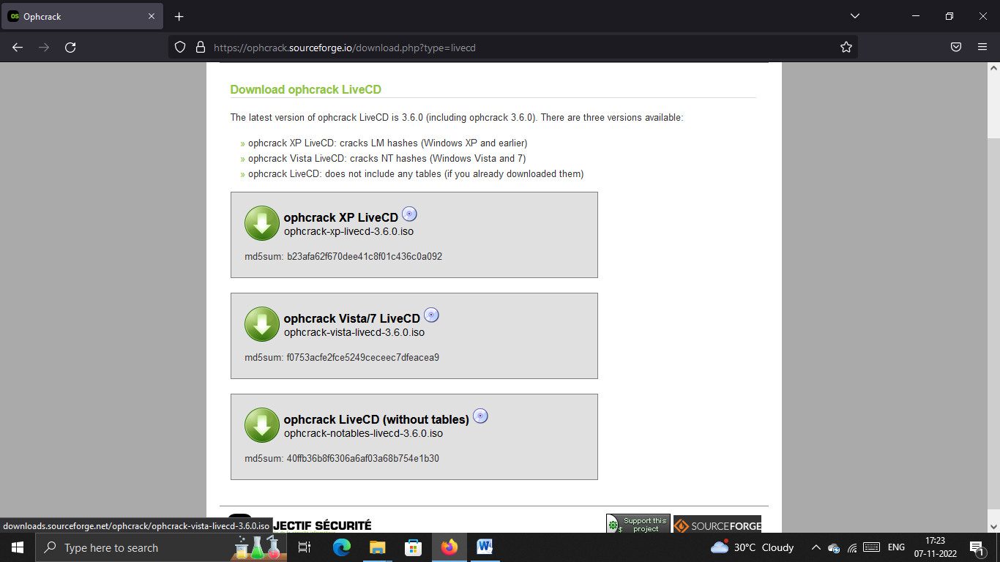 Ophcrack
https://ophcrack.sourceforge.io/download.php?type=livecd
Download ophcrack LiveCD
The latest version of ophcrack LiveCD is 3.6.0 (including ophcrack 3.6.0). There are three versions available:
» ophcrack XP LiveCD: cracks LM hashes (Windows XP and earlier)
» ophcrack Vista LiveCD: cracks NT hashes (Windows Vista and 7)
» ophcrack LiveCD: does not include any tables (if you already downloaded them)
ophcrack XP LiveCD
ophcrack-xp-livecd-3.6.0.iso
md5sum: b23afa62f670dee41c8f01c436c0a092
ophcrack Vista/7 LiveCD
ophcrack-vista-livecd-3.6.0.iso
md5sum: f0753acfe2fce5249ceceec7dfeacea9
ophcrack LiveCD (without tables)
ophcrack-notables-livecd-3.6.0.iso
md5sum: 40ffb36b8f6306a6af03a68b754e1b30
JECTIF SÉCURITÉ
Support this
project
SOURCEFORGE
downloads.sourceforge.net/ophcrack/ophcrack-vista-livecd-3.6.0.iso
Type here to search
30°C Cloudy
ENG
17:23
07-11-2022
1